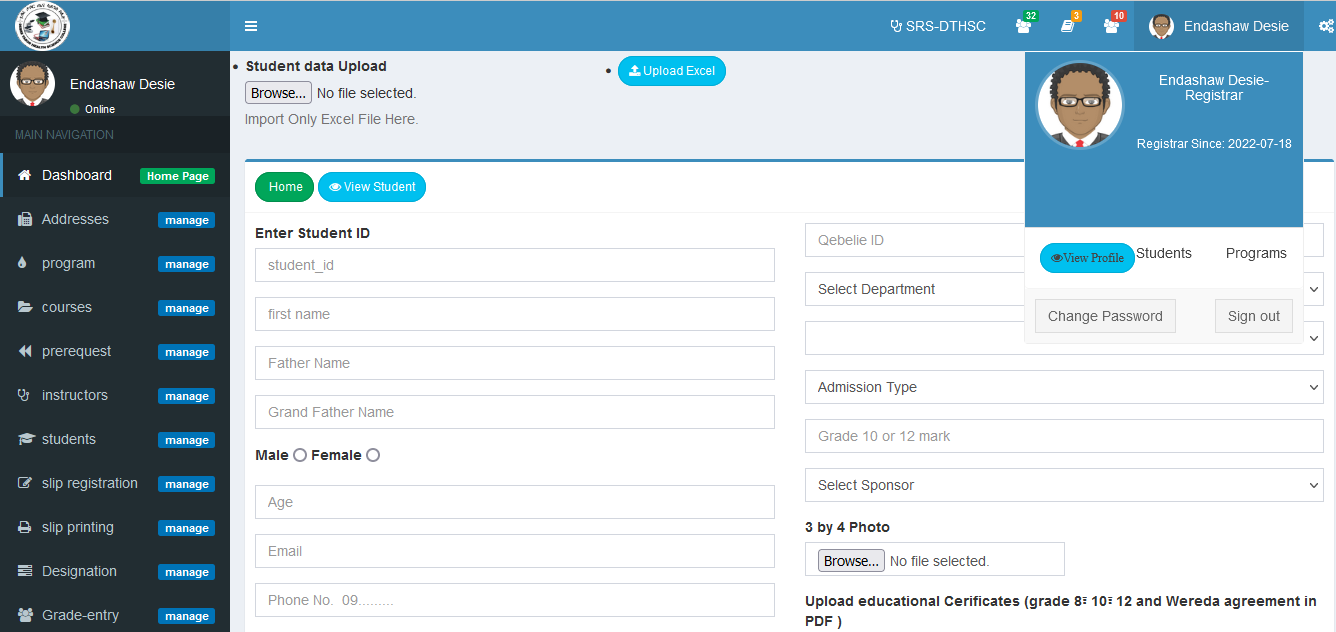 SRS-DTHSC
32
3
10
Endashaw Desie
Endashaw Desie
Online
MAIN NAVIGATION
Dashboard Home Page
Addresses manage
program manage
courses manage
prerequest manage
instructors manage
students manage
slip registration manage
slip printing manage
Designation manage
Grade-entry manage
Student data Upload
Browse... No file selected.
Import Only Excel File Here.
Upload Excel
Endashaw Desie-
Registrar
Registrar Since: 2022-07-18
View Profile Students Programs
Change Password Sign out
Home View Student
Enter Student ID
student_id
first name
Father Name
Grand Father Name
Male Female
Age
Email
Phone No. 09.........
Qebelie ID
Select Department
Admission Type
Grade 10 or 12 mark
Select Sponsor
3 by 4 Photo
Browse... No file selected.
Upload educational Cerificates (grade 8፣ 10፣ 12 and Wereda agreement in
PDF )